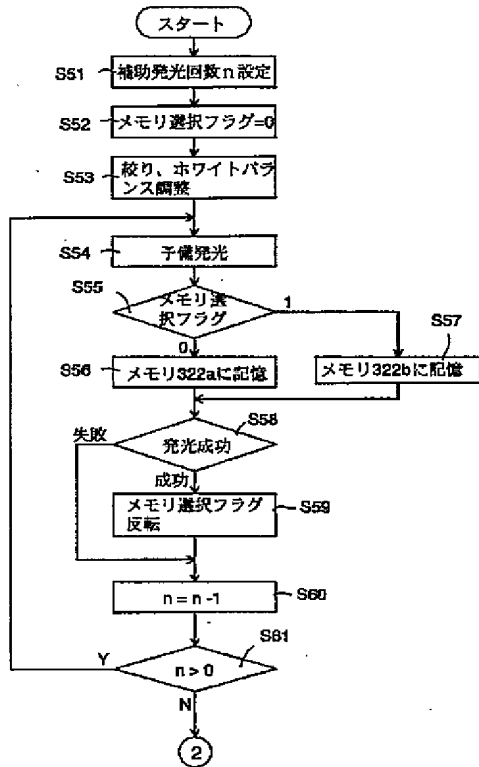 スタート
S51
補助発光回数n設定
S52
メモリ選択フラグ=0
S53
絞り、ホワイトバラ
ンス調整
S54
予備発光
S55
メモリ選
択フラグ
1
0
S56
メモリ322aに記憶
S57
メモリ322bに記憶
S58
発光成功
失敗
成功
メモリ選択フラグ
反転
S59
n = n -1
S60
S61
n > 0
Y
N
2